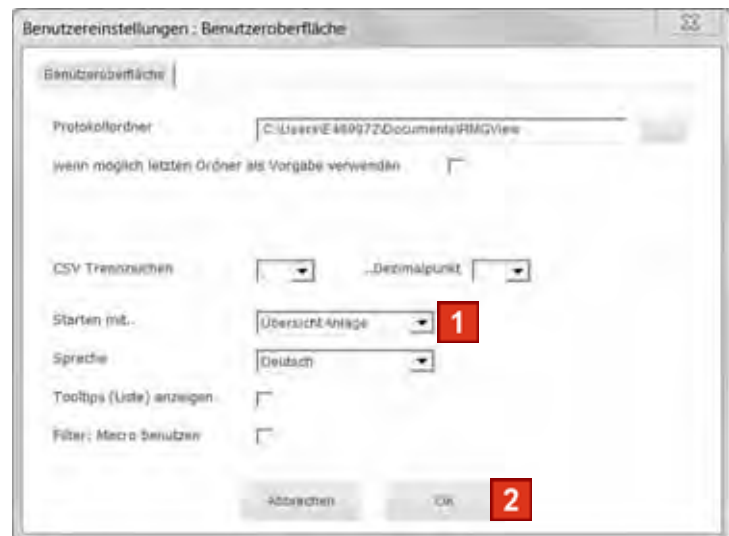 Benutzereinstellungen : Benutzeroberfläche
Benutzeroberfläche
Protokollordner C:\Users\E469972\Documents\RMGView
wenn möglich letzten Ordner als Vorgabe verwenden
CSV Trennzeichen ..Dezimalpunkt
Starten mit.. Übersicht Anlage 1
Sprache Deutsch
Tooltips (Liste) anzeigen
Filter: Macro benutzen
Abbrechen OK 2